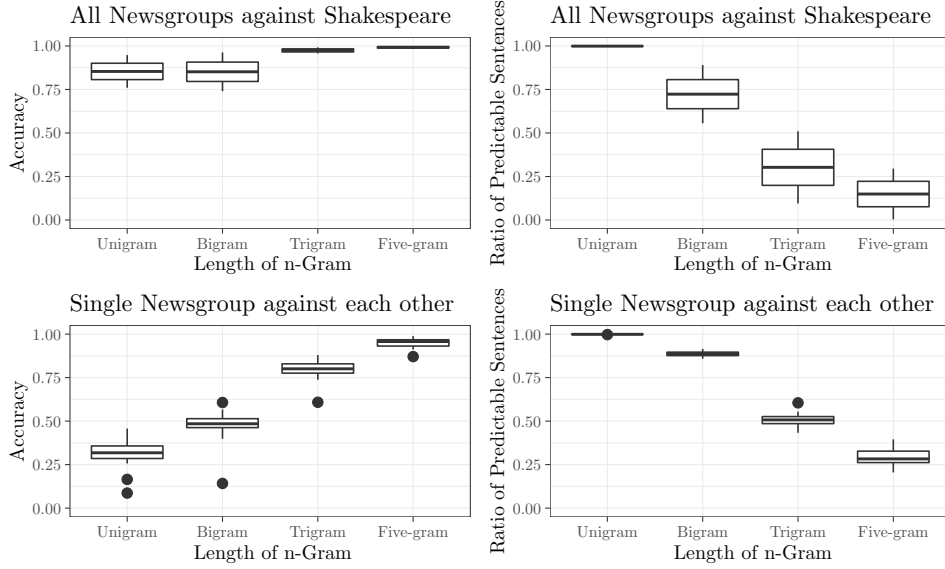 All Newsgroups against Shakespeare
Accuracy
1.00
0.75
0.50
0.25
0.00
Unigram Bigram Trigram Five-gram
Length of n-Gram
All Newsgroups against Shakespeare
Ratio of Predictable Sentences
1.00
0.75
0.50
0.25
0.00
Unigram Bigram Trigram Five-gram
Length of n-Gram
Single Newsgroup against each other
Accuracy
1.00
0.75
0.50
0.25
0.00
Unigram Bigram Trigram Five-gram
Length of n-Gram
Single Newsgroup against each other
Ratio of Predictable Sentences
1.00
0.75
0.50
0.25
0.00
Unigram Bigram Trigram Five-gram
Length of n-Gram